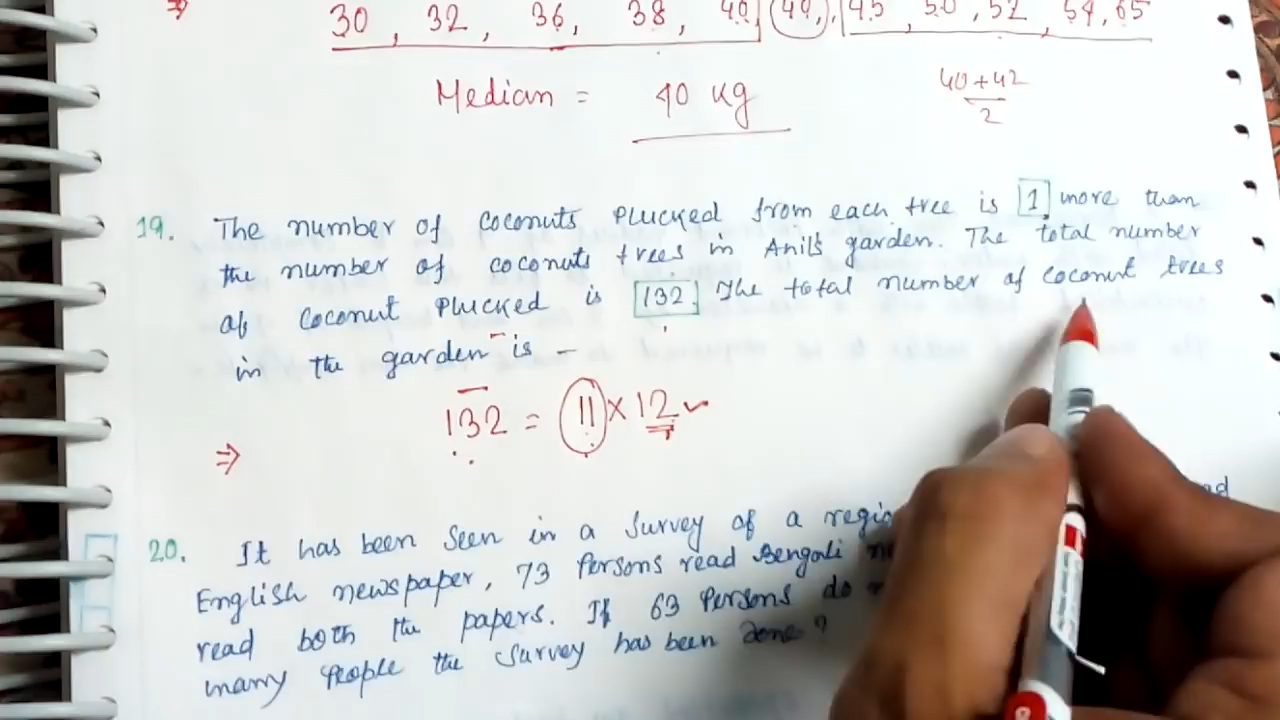 30 , 32 , 36 , 38 , 40 , 45 , 50 , 52 , 54 , 65
Median = 40 kg
40 + 42
2
19. The number of coconuts Plucked from each tree is 1 more than
the number of coconuts trees in Anil's garden. The total number
of coconut Plucked is 132. The total number of coconut trees
in the garden is –
⇒ 132 = 11 × 12 ✓
20. It has been seen in a survey of a
English newspaper, 73 Persons read Bengali
read both the papers. If 63 Persons do
many People the survey has been done?